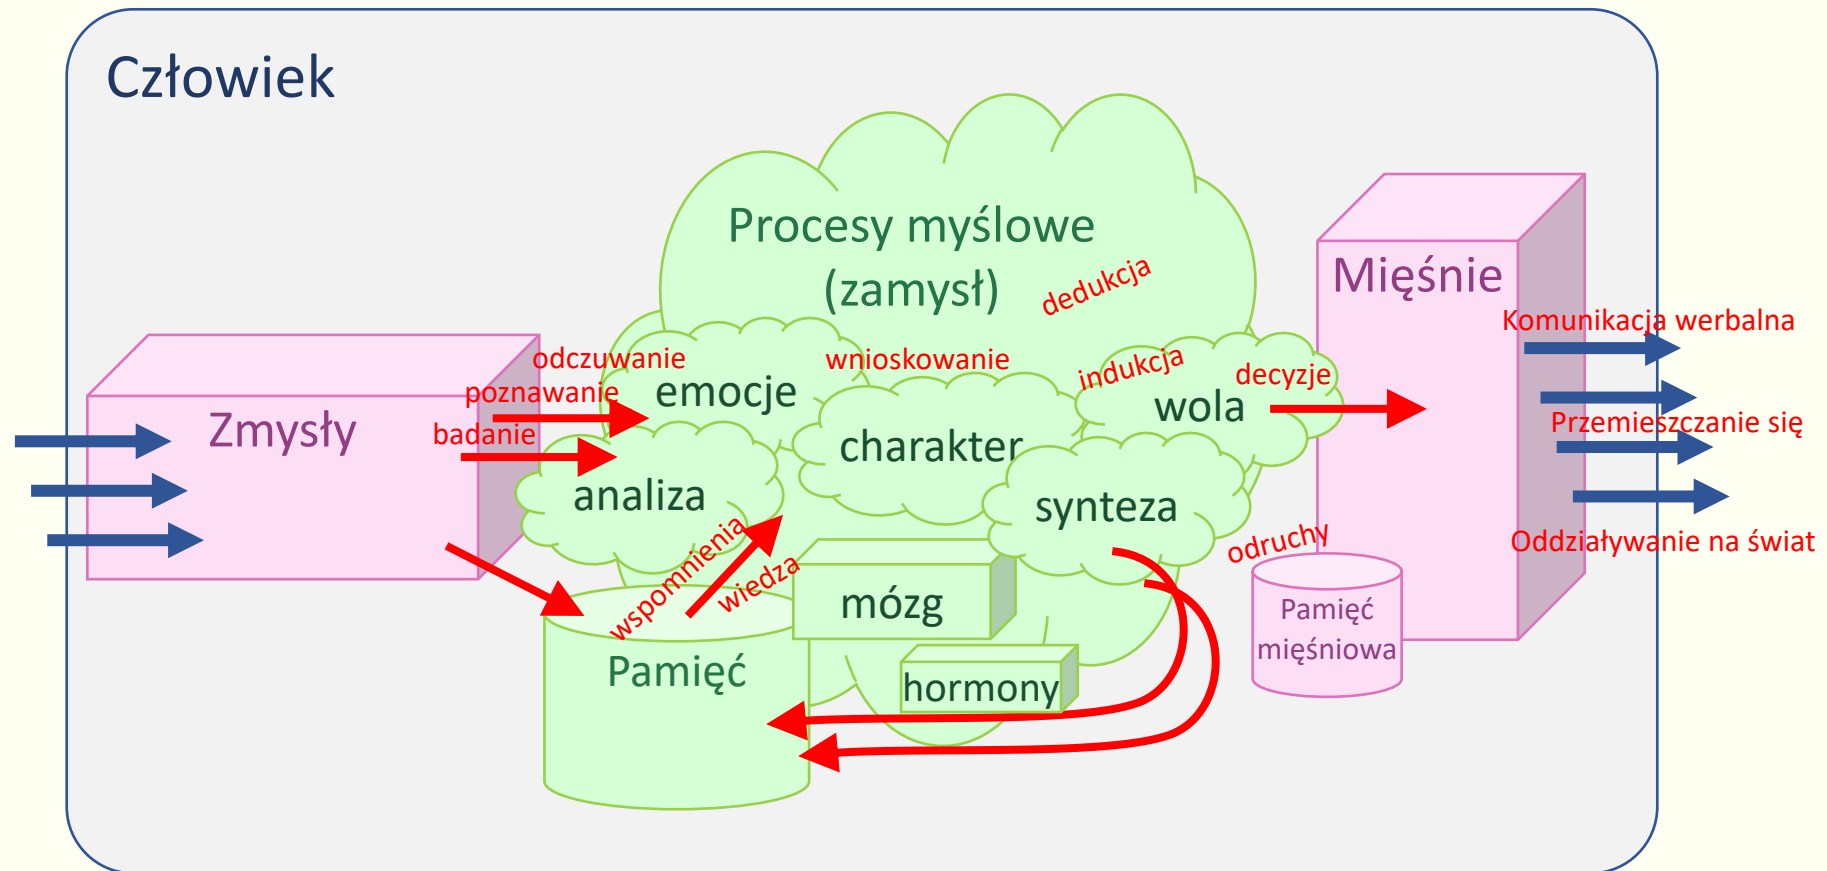 Człowiek
Procesy myślowe
(zamysł)
dedukcja
Mięśnie
Komunikacja werbalna
odczuwanie
wnioskowanie
indukcja
decyzje
poznawanie
emocje
wola
Zmysły
badanie
charakter
Przemieszczanie się
analiza
synteza
wspomnienia
wiedza
odruchy
Oddziaływanie na świat
mózg
Pamięć
mięśniowa
Pamięć
hormony